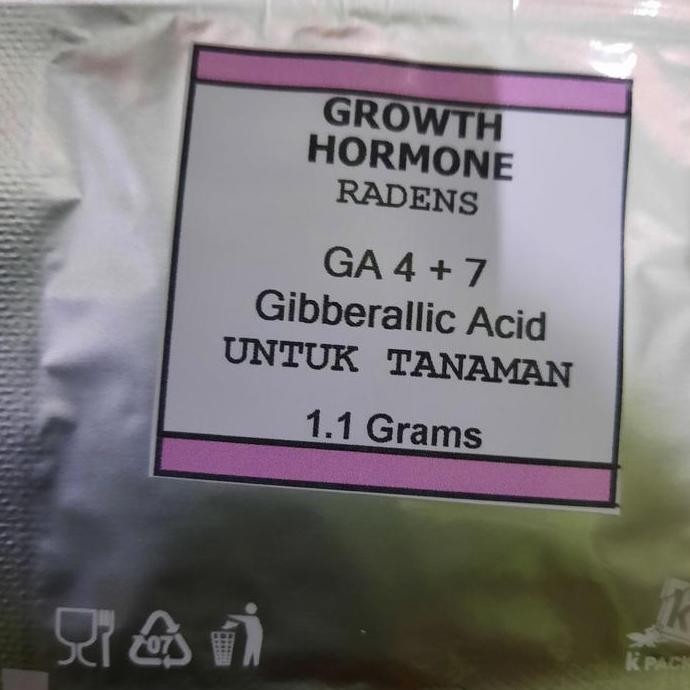 GROWTH
HORMONE
RADENS
GA 4 + 7
Gibberallic Acid
UNTUK TANAMAN
1.1 Grams
07
K PACK